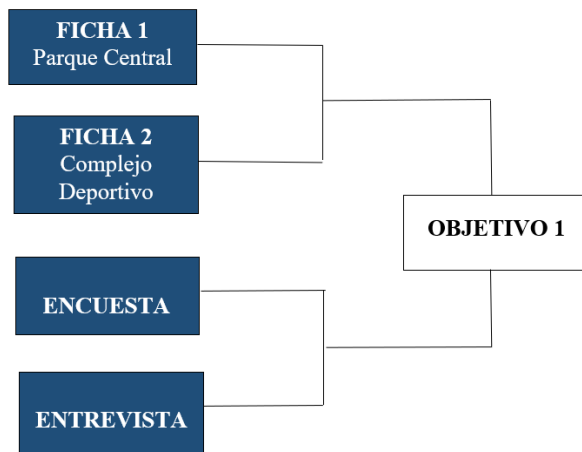 FICHA 1
Parque Central
FICHA 2
Complejo
Deportivo
OBJETIVO 1
ENCUESTA
ENTREVISTA